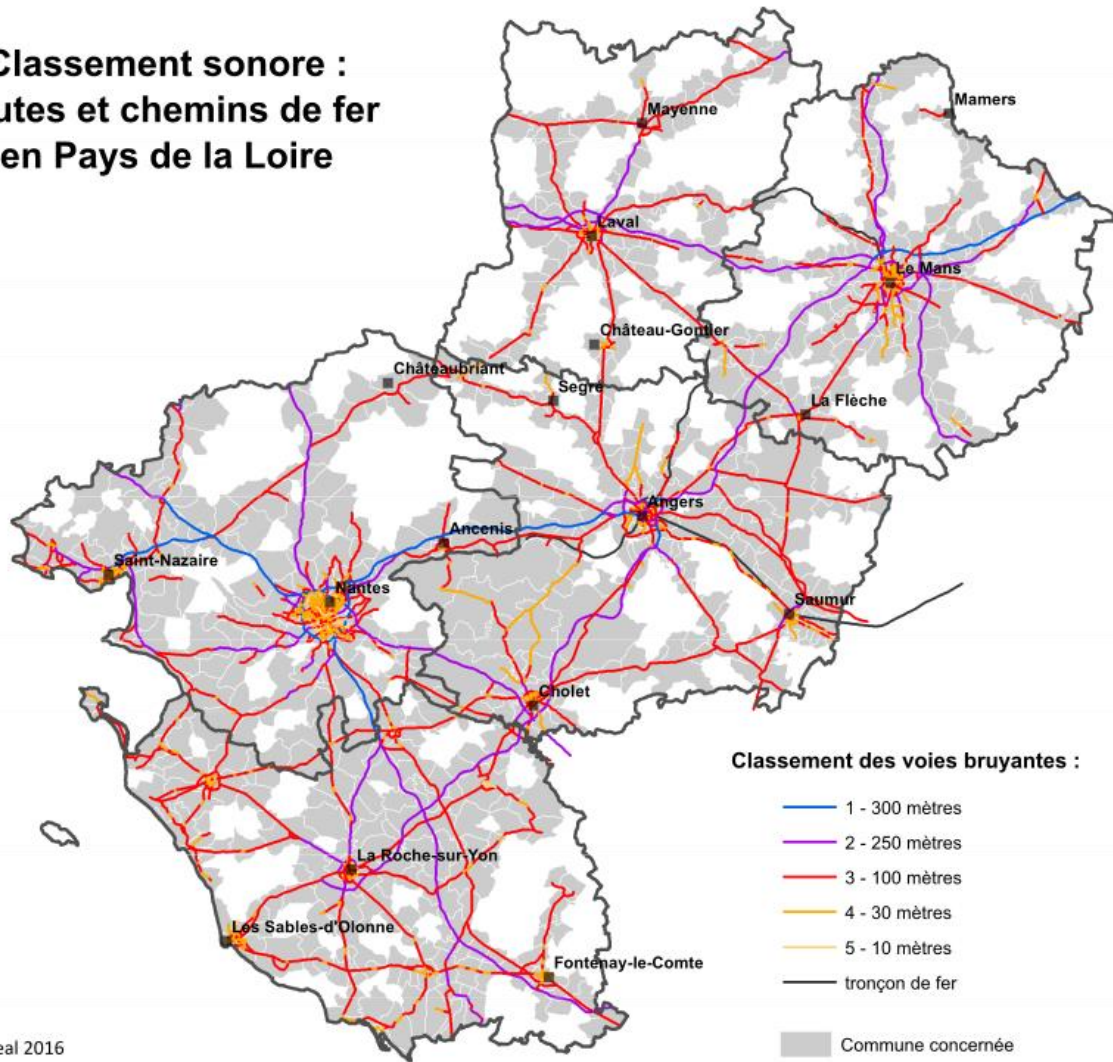 Classement sonore :
utes et chemins de fer
en Pays de la Loire
Mayenne
Mamers
Laval
Le Mans
Château-Gontier
Châteaubriant
Segré
La Flèche
Angers
Ancenis
Saint-Nazaire
Nantes
Saumur
Cholet
Classement des voies bruyantes :
1 - 300 mètres
2 - 250 mètres
La Roche-sur-Yon
3 - 100 mètres
4 - 30 mètres
Les Sables-d'Olonne
5 - 10 mètres
Fontenay-le-Comte
tronçon de fer
eal 2016
Commune concernée